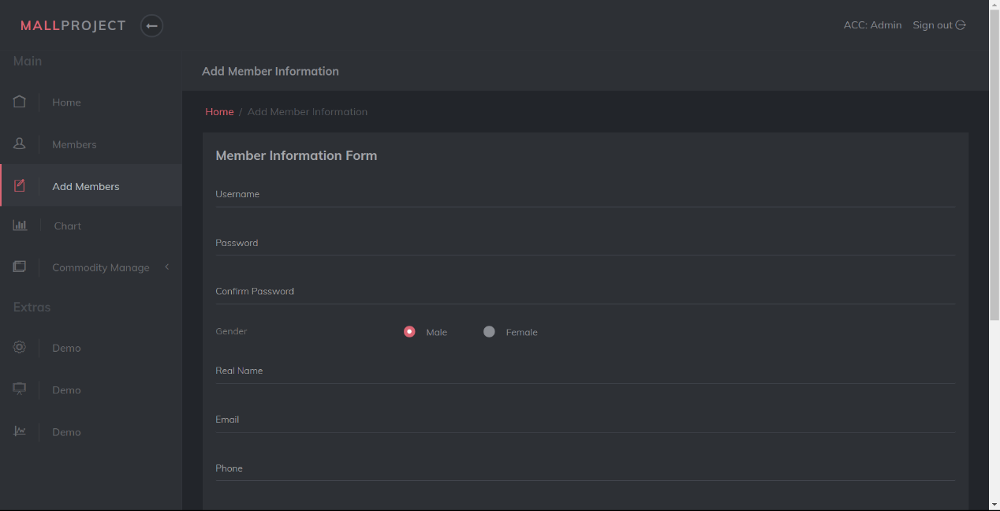 MALLPROJECT
ACC: Admin Sign out
Main
Home
Members
Add Members
Chart
Commodity Manage
Extras
Demo
Demo
Demo
Add Member Information
Home / Add Member Information
Member Information Form
Username
Password
Confirm Password
Gender Male Female
Real Name
Email
Phone